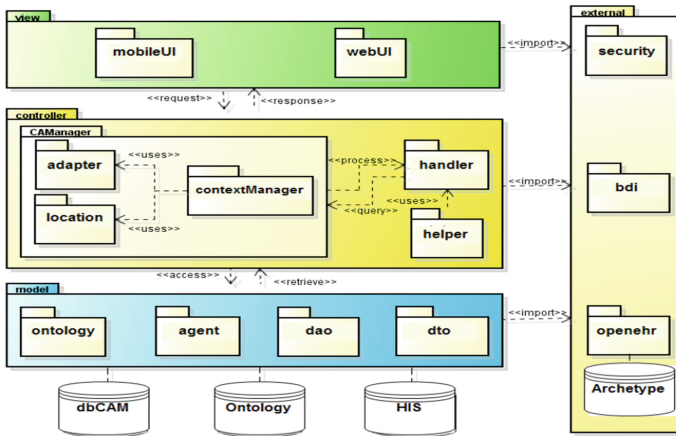 view
external
mobileUI
webUI
<<import>>
security
<<request>>
<<response>>
controller
CAManager
adapter
<<uses>>
contextManager
<<process>>
handler
<<import>>
bdi
location
<<uses>>
<<query>>
<<uses>>
helper
<<access>>
<<retrieve>>
model
<<import>>
ontology
agent
dao
dto
openehr
dbCAM
Ontology
HIS
Archetype